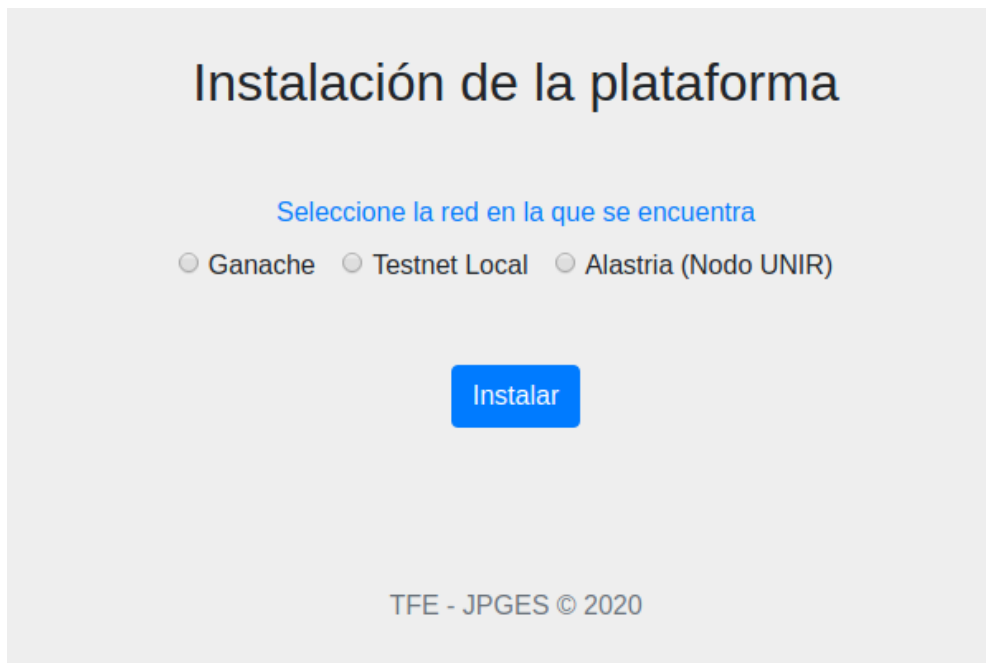 Instalación de la plataforma
Seleccione la red en la que se encuentra
Ganache Testnet Local Alastria (Nodo UNIR)
Instalar
TFE - JPGES © 2020